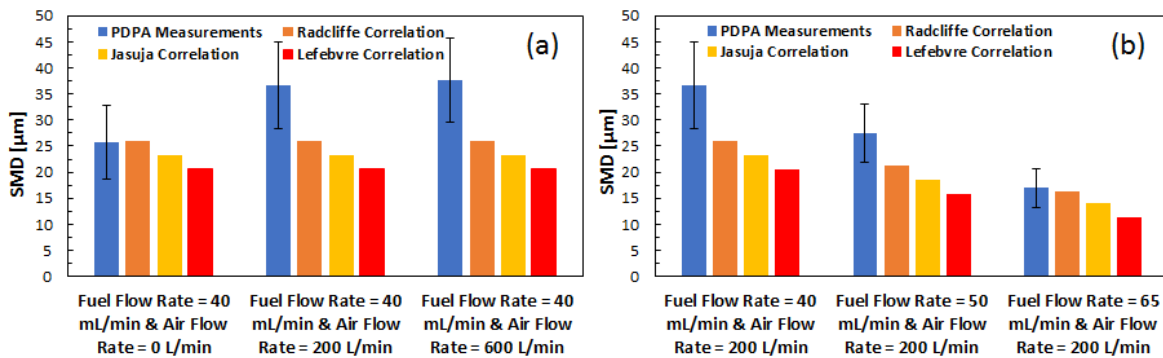 50
45
40
35
30
25
20
15
10
5
0
SMD [µm]
PDPA Measurements
Radcliffe Correlation
Jasuja Correlation
Lefebvre Correlation
(a)
Fuel Flow Rate = 40
mL/min & Air Flow
Rate = 0 L/min
Fuel Flow Rate = 40
mL/min & Air Flow
Rate = 200 L/min
Fuel Flow Rate = 40
mL/min & Air Flow
Rate = 600 L/min
50
45
40
35
30
25
20
15
10
5
0
SMD [µm]
PDPA Measurements
Radcliffe Correlation
Jasuja Correlation
Lefebvre Correlation
(b)
Fuel Flow Rate = 40
mL/min & Air Flow
Rate = 200 L/min
Fuel Flow Rate = 50
mL/min & Air Flow
Rate = 200 L/min
Fuel Flow Rate = 65
mL/min & Air Flow
Rate = 200 L/min